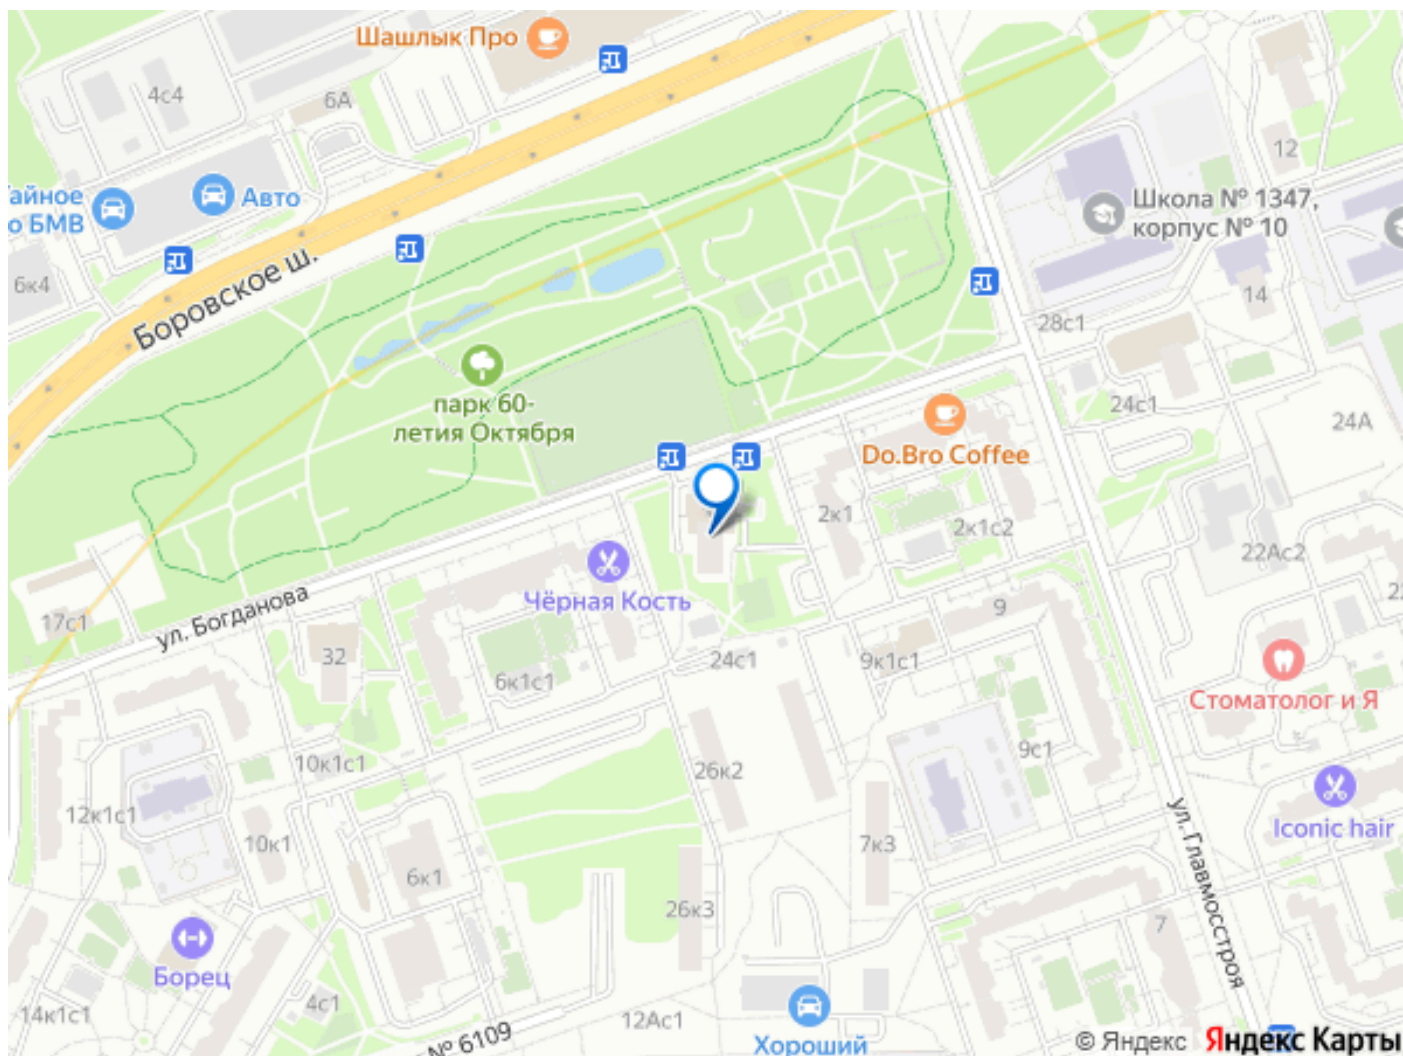 Шашлык Про
4с4
6А
12
Тайное
о БМВ
Авто
Школа № 1347,
корпус № 10
6к4
Боровское ш.
14
28с1
парк 60-
летия Октября
24с1
24А
Do.Bro Coffee
2к1
2к1с2
22Ас2
Чёрная Кость
ул. Богданова
17с1
9
32
24с1
9к1с1
6к1с1
Стоматолог и Я
10к1с1
26к2
9с1
12к1с1
10к1
7к3
ул. Главмосстроя
Iconic hair
6к1
26к3
7
Борец
4с1
14к1с1
№ 6109
12Ас1
Хороший
© Яндекс Яндекс Карты